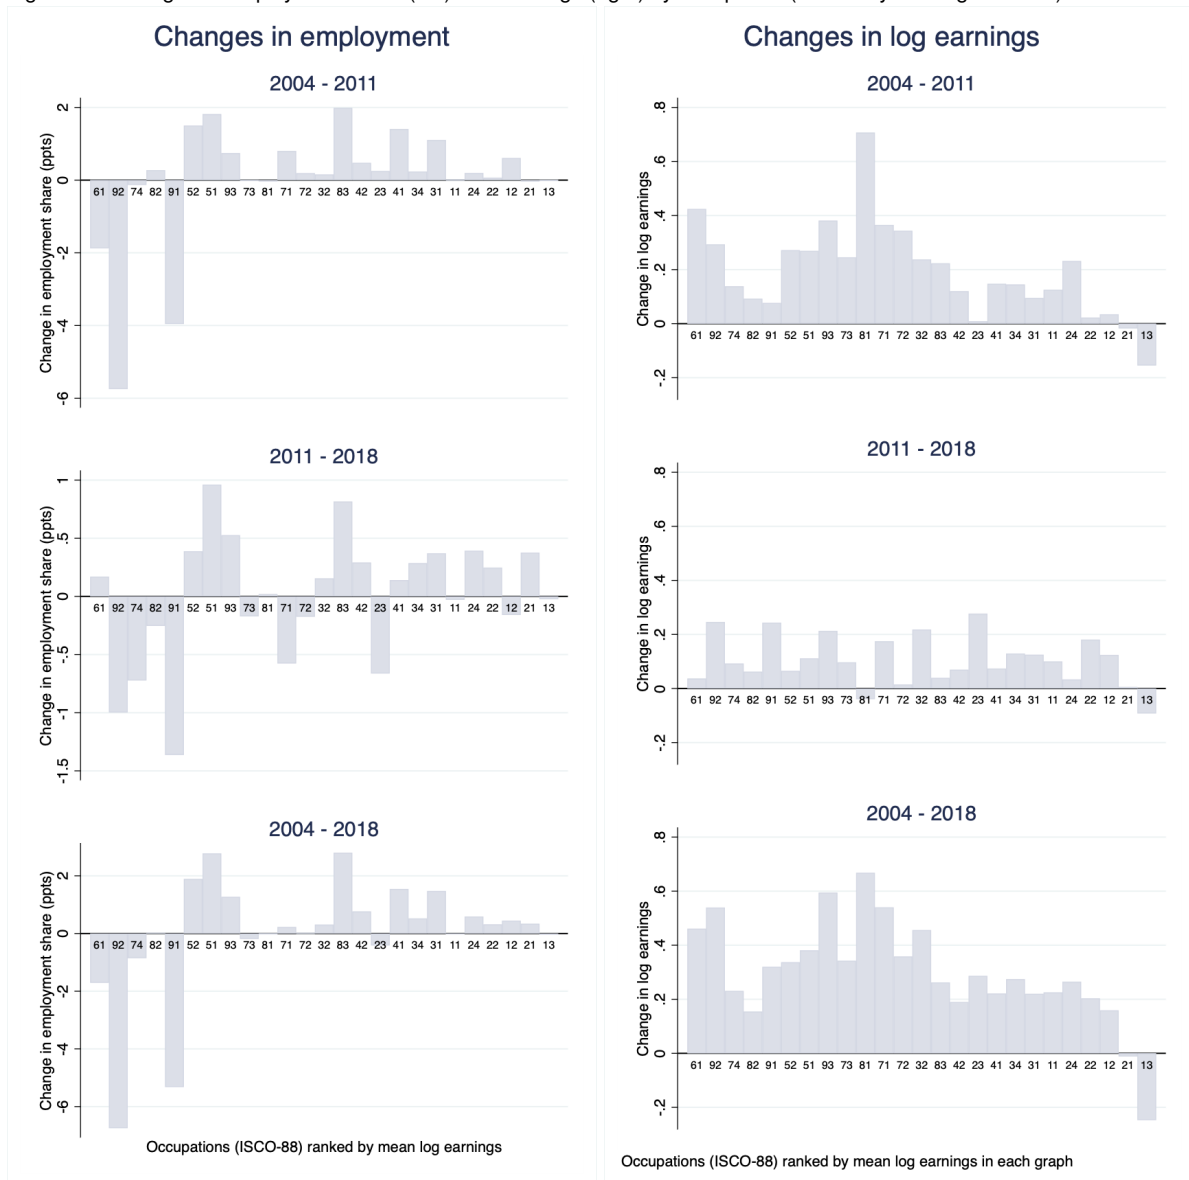 Changes in employment
2004 - 2011
Change in employment share (ppts)
2
0
-2
-4
-6
61 92 74 82 91 52 51 93 73 81 71 72 32 83 42 23 41 34 31 11 24 22 12 21 13
2011 - 2018
Change in employment share (ppts)
1
.5
0
-.5
-1
-1.5
61 92 74 82 91 52 51 93 73 81 71 72 32 83 42 23 41 34 31 11 24 22 12 21 13
2004 - 2018
Change in employment share (ppts)
2
0
-2
-4
-6
61 92 74 82 91 52 51 93 73 81 71 72 32 83 42 23 41 34 31 11 24 22 12 21 13
Occupations (ISCO-88) ranked by mean log earnings
Changes in log earnings
2004 - 2011
Change in log earnings
.8
.6
.4
.2
0
-.2
61 92 74 82 91 52 51 93 73 81 71 72 32 83 42 23 41 34 31 11 24 22 12 21 13
2011 - 2018
Change in log earnings
.8
.6
.4
.2
0
-.2
61 92 74 82 91 52 51 93 73 81 71 72 32 83 42 23 41 34 31 11 24 22 12 21 13
2004 - 2018
Change in log earnings
.8
.6
.4
.2
0
-.2
61 92 74 82 91 52 51 93 73 81 71 72 32 83 42 23 41 34 31 11 24 22 12 21 13
Occupations (ISCO-88) ranked by mean log earnings in each graph